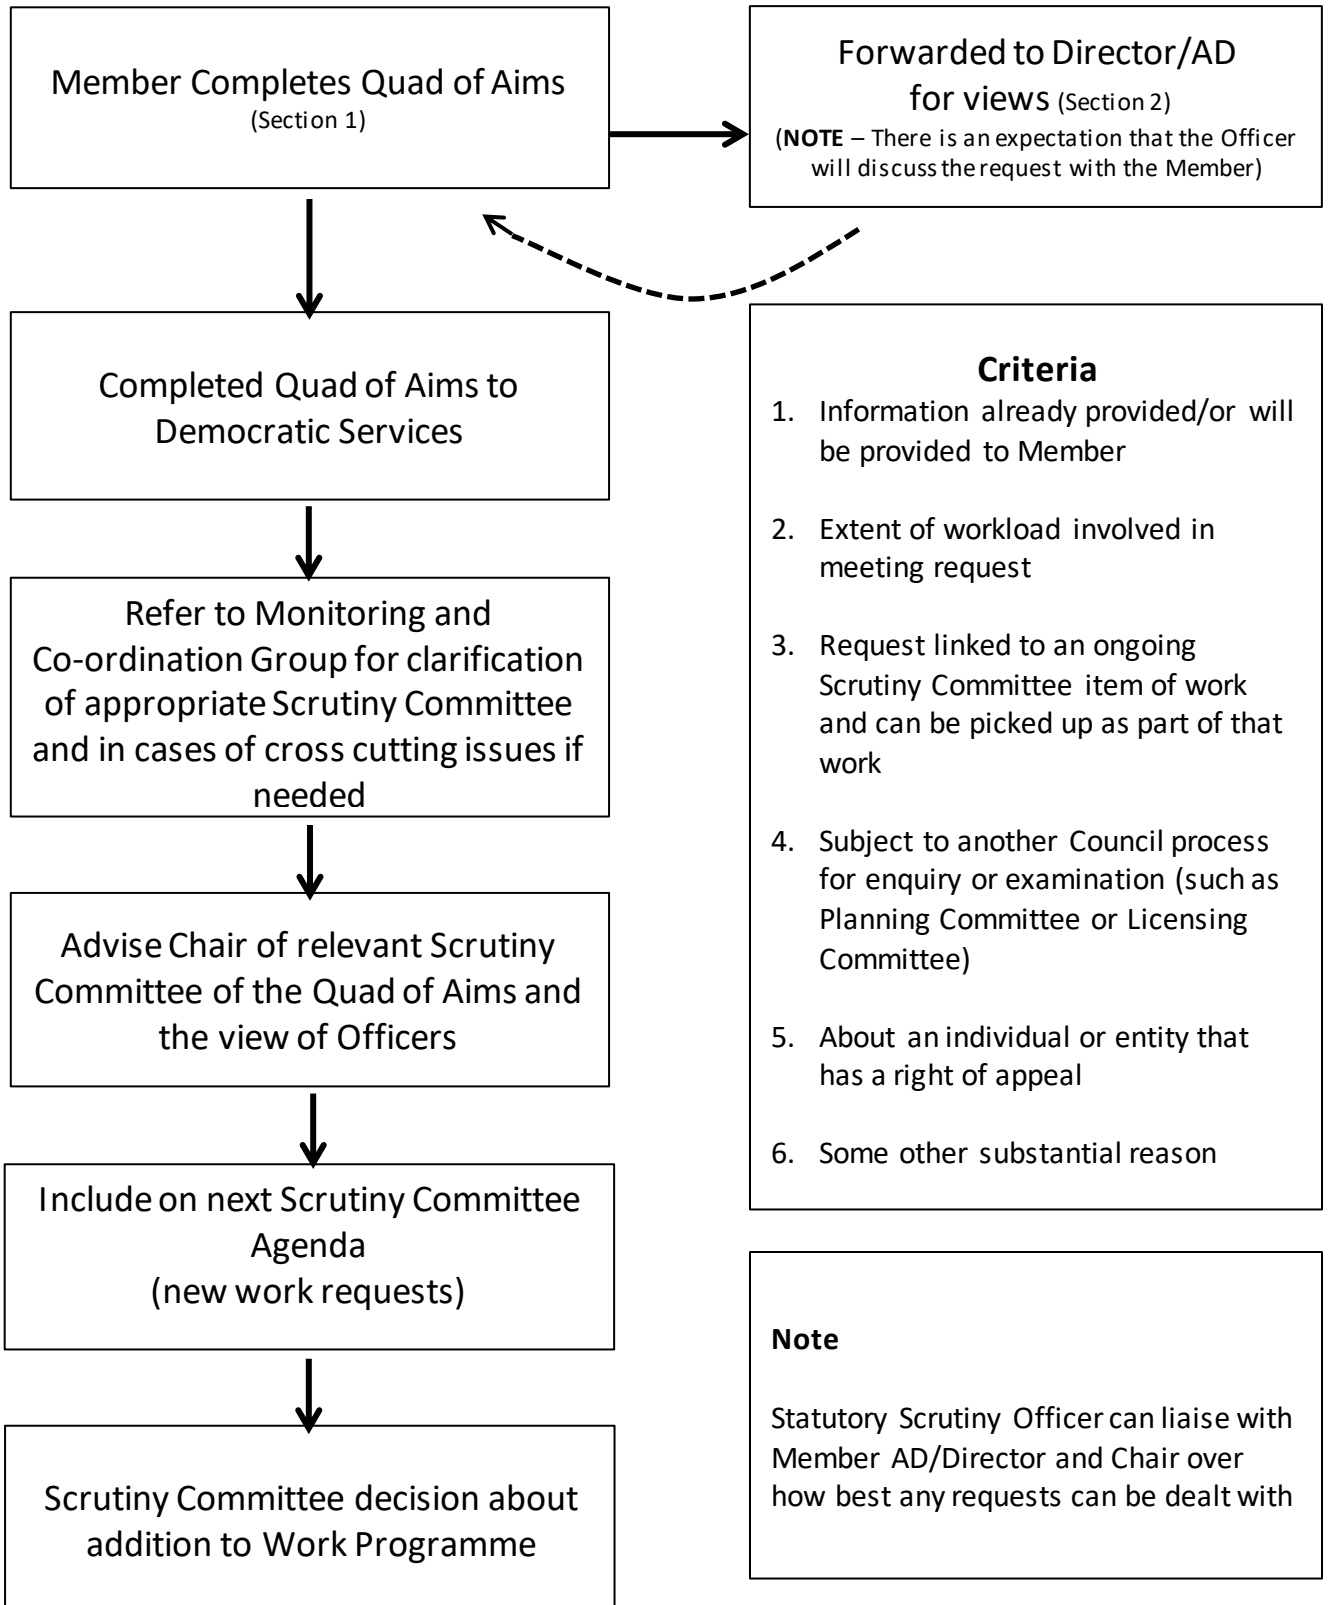 Member Completes Quad of Aims
(Section 1)
Forwarded to Director/AD
for views (Section 2)
(NOTE – There is an expectation that the Officer
will discuss the request with the Member)
Completed Quad of Aims to
Democratic Services
Refer to Monitoring and
Co-ordination Group for clarification
of appropriate Scrutiny Committee
and in cases of cross cutting issues if
needed
Advise Chair of relevant Scrutiny
Committee of the Quad of Aims and
the view of Officers
Include on next Scrutiny Committee
Agenda
(new work requests)
Scrutiny Committee decision about
addition to Work Programme
Criteria
1. Information already provided/or will
be provided to Member
2. Extent of workload involved in
meeting request
3. Request linked to an ongoing
Scrutiny Committee item of work
and can be picked up as part of that
work
4. Subject to another Council process
for enquiry or examination (such as
Planning Committee or Licensing
Committee)
5. About an individual or entity that
has a right of appeal
6. Some other substantial reason
Note
Statutory Scrutiny Officer can liaise with
Member AD/Director and Chair over
how best any requests can be dealt with